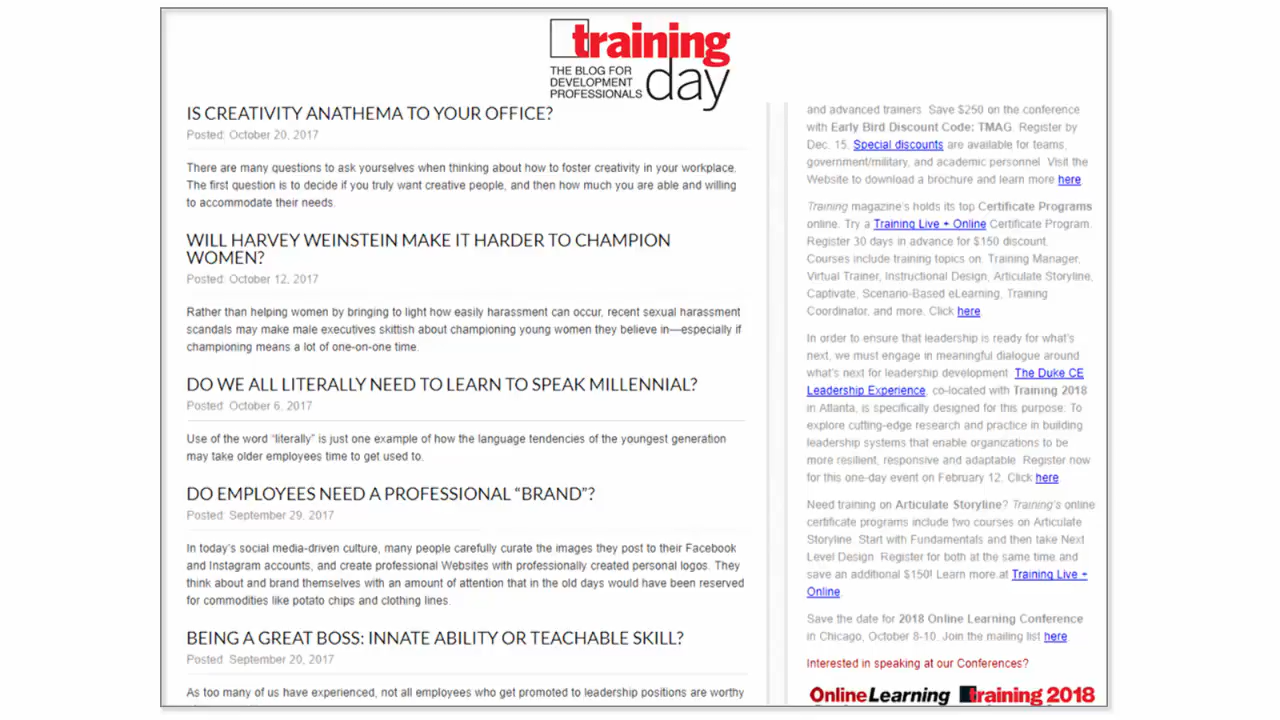 training
day
THE BLOG FOR
DEVELOPMENT
PROFESSIONALS
IS CREATIVITY ANATHEMA TO YOUR OFFICE?
Posted: October 20, 2017
There are many questions to ask yourselves when thinking about how to foster creativity in your workplace.
The first question is to decide if you truly want creative people, and then how much you are able and willing
to accommodate their needs.
WILL HARVEY WEINSTEIN MAKE IT HARDER TO CHAMPION
WOMEN?
Posted: October 12, 2017
Rather than helping women by bringing to light how easily harassment can occur, recent sexual harassment
scandals may make male executives skittish about championing young women they believe in—especially if
championing means a lot of one-on-one time.
DO WE ALL LITERALLY NEED TO LEARN TO SPEAK MILLENNIAL?
Posted: October 6, 2017
Use of the word “literally” is just one example of how the language tendencies of the youngest generation
may take older employees time to get used to.
DO EMPLOYEES NEED A PROFESSIONAL “BRAND”?
Posted: September 29, 2017
In today’s social media-driven culture, many people carefully curate the images they post to their Facebook
and Instagram accounts, and create professional Websites with professionally created personal logos. They
think about and brand themselves with an amount of attention that in the old days would have been reserved
for commodities like potato chips and clothing lines.
BEING A GREAT BOSS: INNATE ABILITY OR TEACHABLE SKILL?
Posted: September 20, 2017
As too many of us have experienced, not all employees who get promoted to leadership positions are worthy
and advanced trainers. Save $250 on the conference
with Early Bird Discount Code: TMAG. Register by
Dec. 15. Special discounts are available for teams,
government/military, and academic personnel. Visit the
Website to download a brochure and learn more here
Training magazine’s holds its top Certificate Programs
online. Try a Training Live + Online Certificate Program.
Register 30 days in advance for $150 discount.
Courses include training topics on. Training Manager,
Virtual Trainer, Instructional Design, Articulate Storyline,
Captivate, Scenario-Based eLearning, Training
Coordinator, and more. Click here
In order to ensure that leadership is ready for what’s
next, we must engage in meaningful dialogue around
what’s next for leadership development. The Duke CE
Leadership Experience, co-located with Training 2018
in Atlanta, is specifically designed for this purpose: To
explore cutting-edge research and practice in building
leadership systems that enable organizations to be
more resilient, responsive and adaptable. Register now
for this one-day event on February 12. Click here.
Need training on Articulate Storyline? Training’s online
certificate programs include two courses on Articulate
Storyline. Start with Fundamentals and then take Next
Level Design. Register for both at the same time and
save an additional $150! Learn more at Training Live +
Online.
Save the date for 2018 Online Learning Conference
in Chicago, October 8-10. Join the mailing list here.
Interested in speaking at our Conferences?
OnlineLearning training 2018